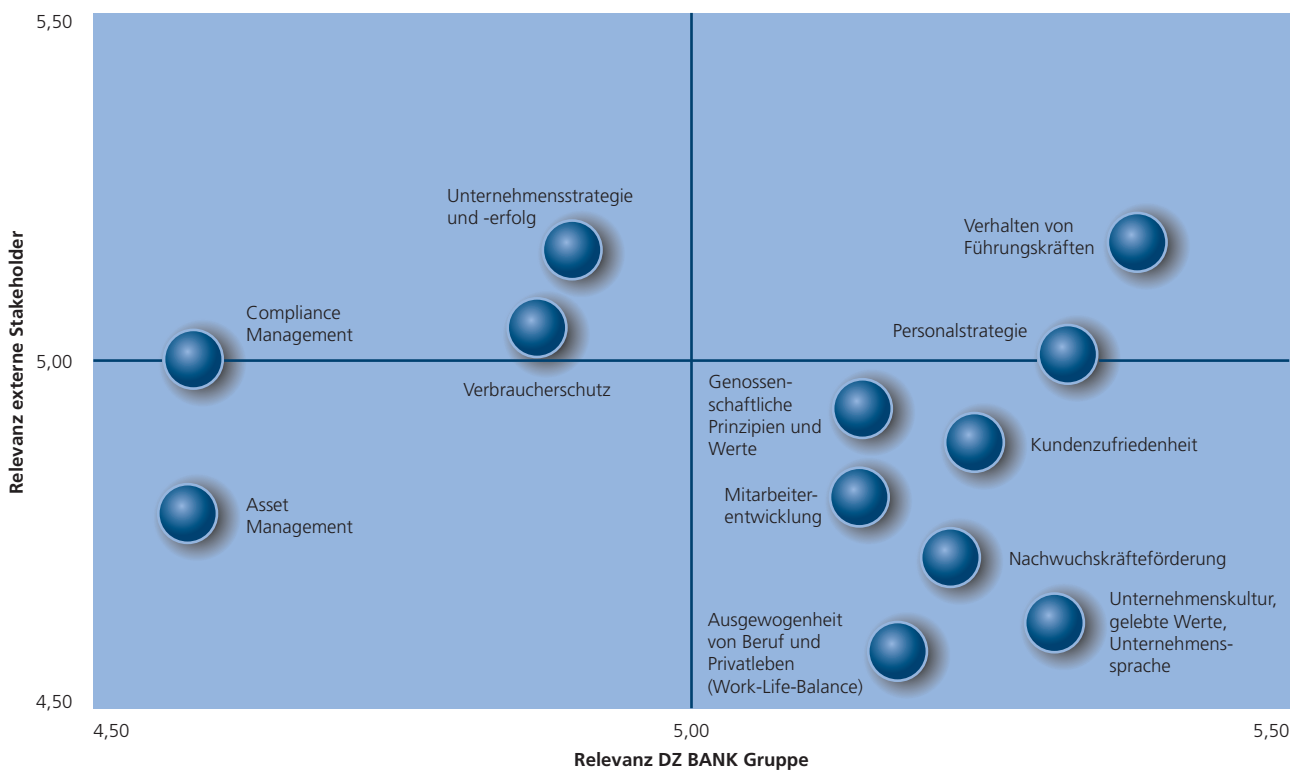 5,50
Relevanz externe Stakeholder
Unternehmensstrategie
und -erfolg
Verhalten von
Führungskräften
Compliance
Management
Personalstrategie
5,00
Verbraucherschutz
Genossen-
schaftliche
Prinzipien und
Werte
Kundenzufriedenheit
Asset
Management
Mitarbeiter-
entwicklung
Nachwuchskräfteförderung
Ausgewogenheit
von Beruf und
Privatleben
(Work-Life-Balance)
Unternehmenskultur,
gelebte Werte,
Unternehmens-
sprache
4,50
4,50
5,00
5,50
Relevanz DZ BANK Gruppe